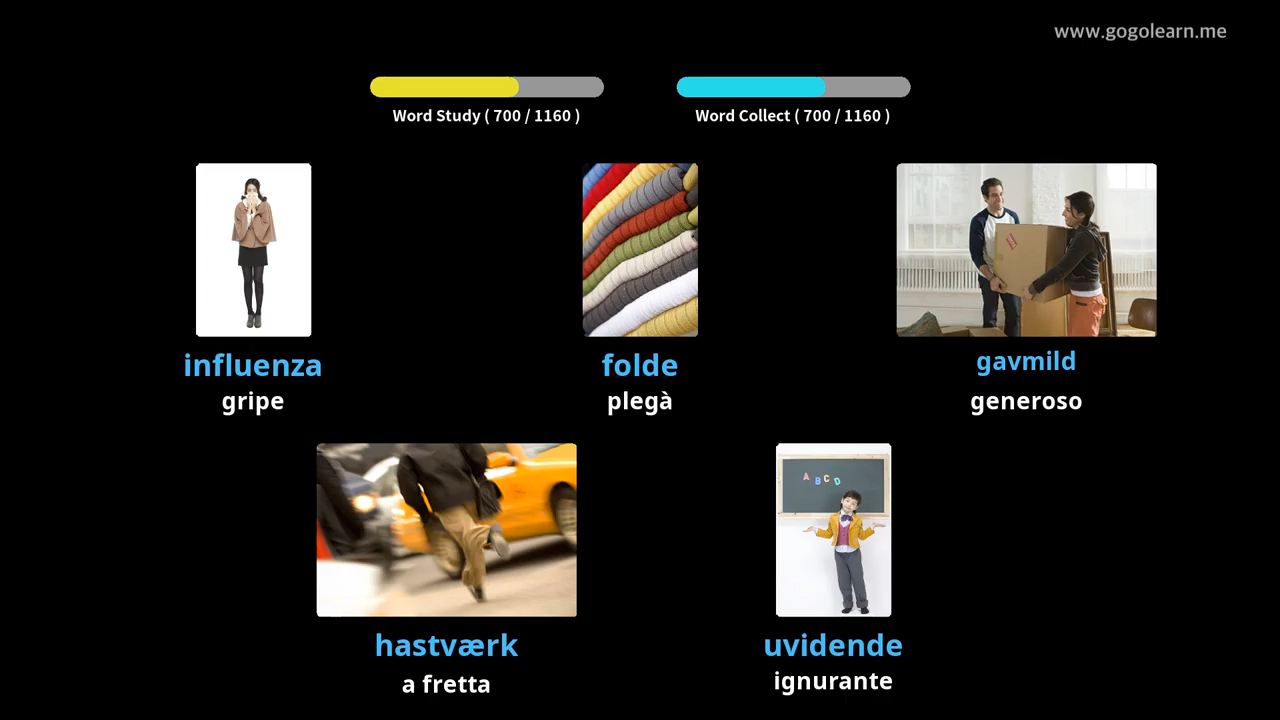 www.gogolearn.me
Word Study ( 700 / 1160 )
Word Collect ( 700 / 1160 )
influenza
gripe
folde
plegà
gavmild
generoso
A B C D
hastværk
a fretta
uvidende
ignurante